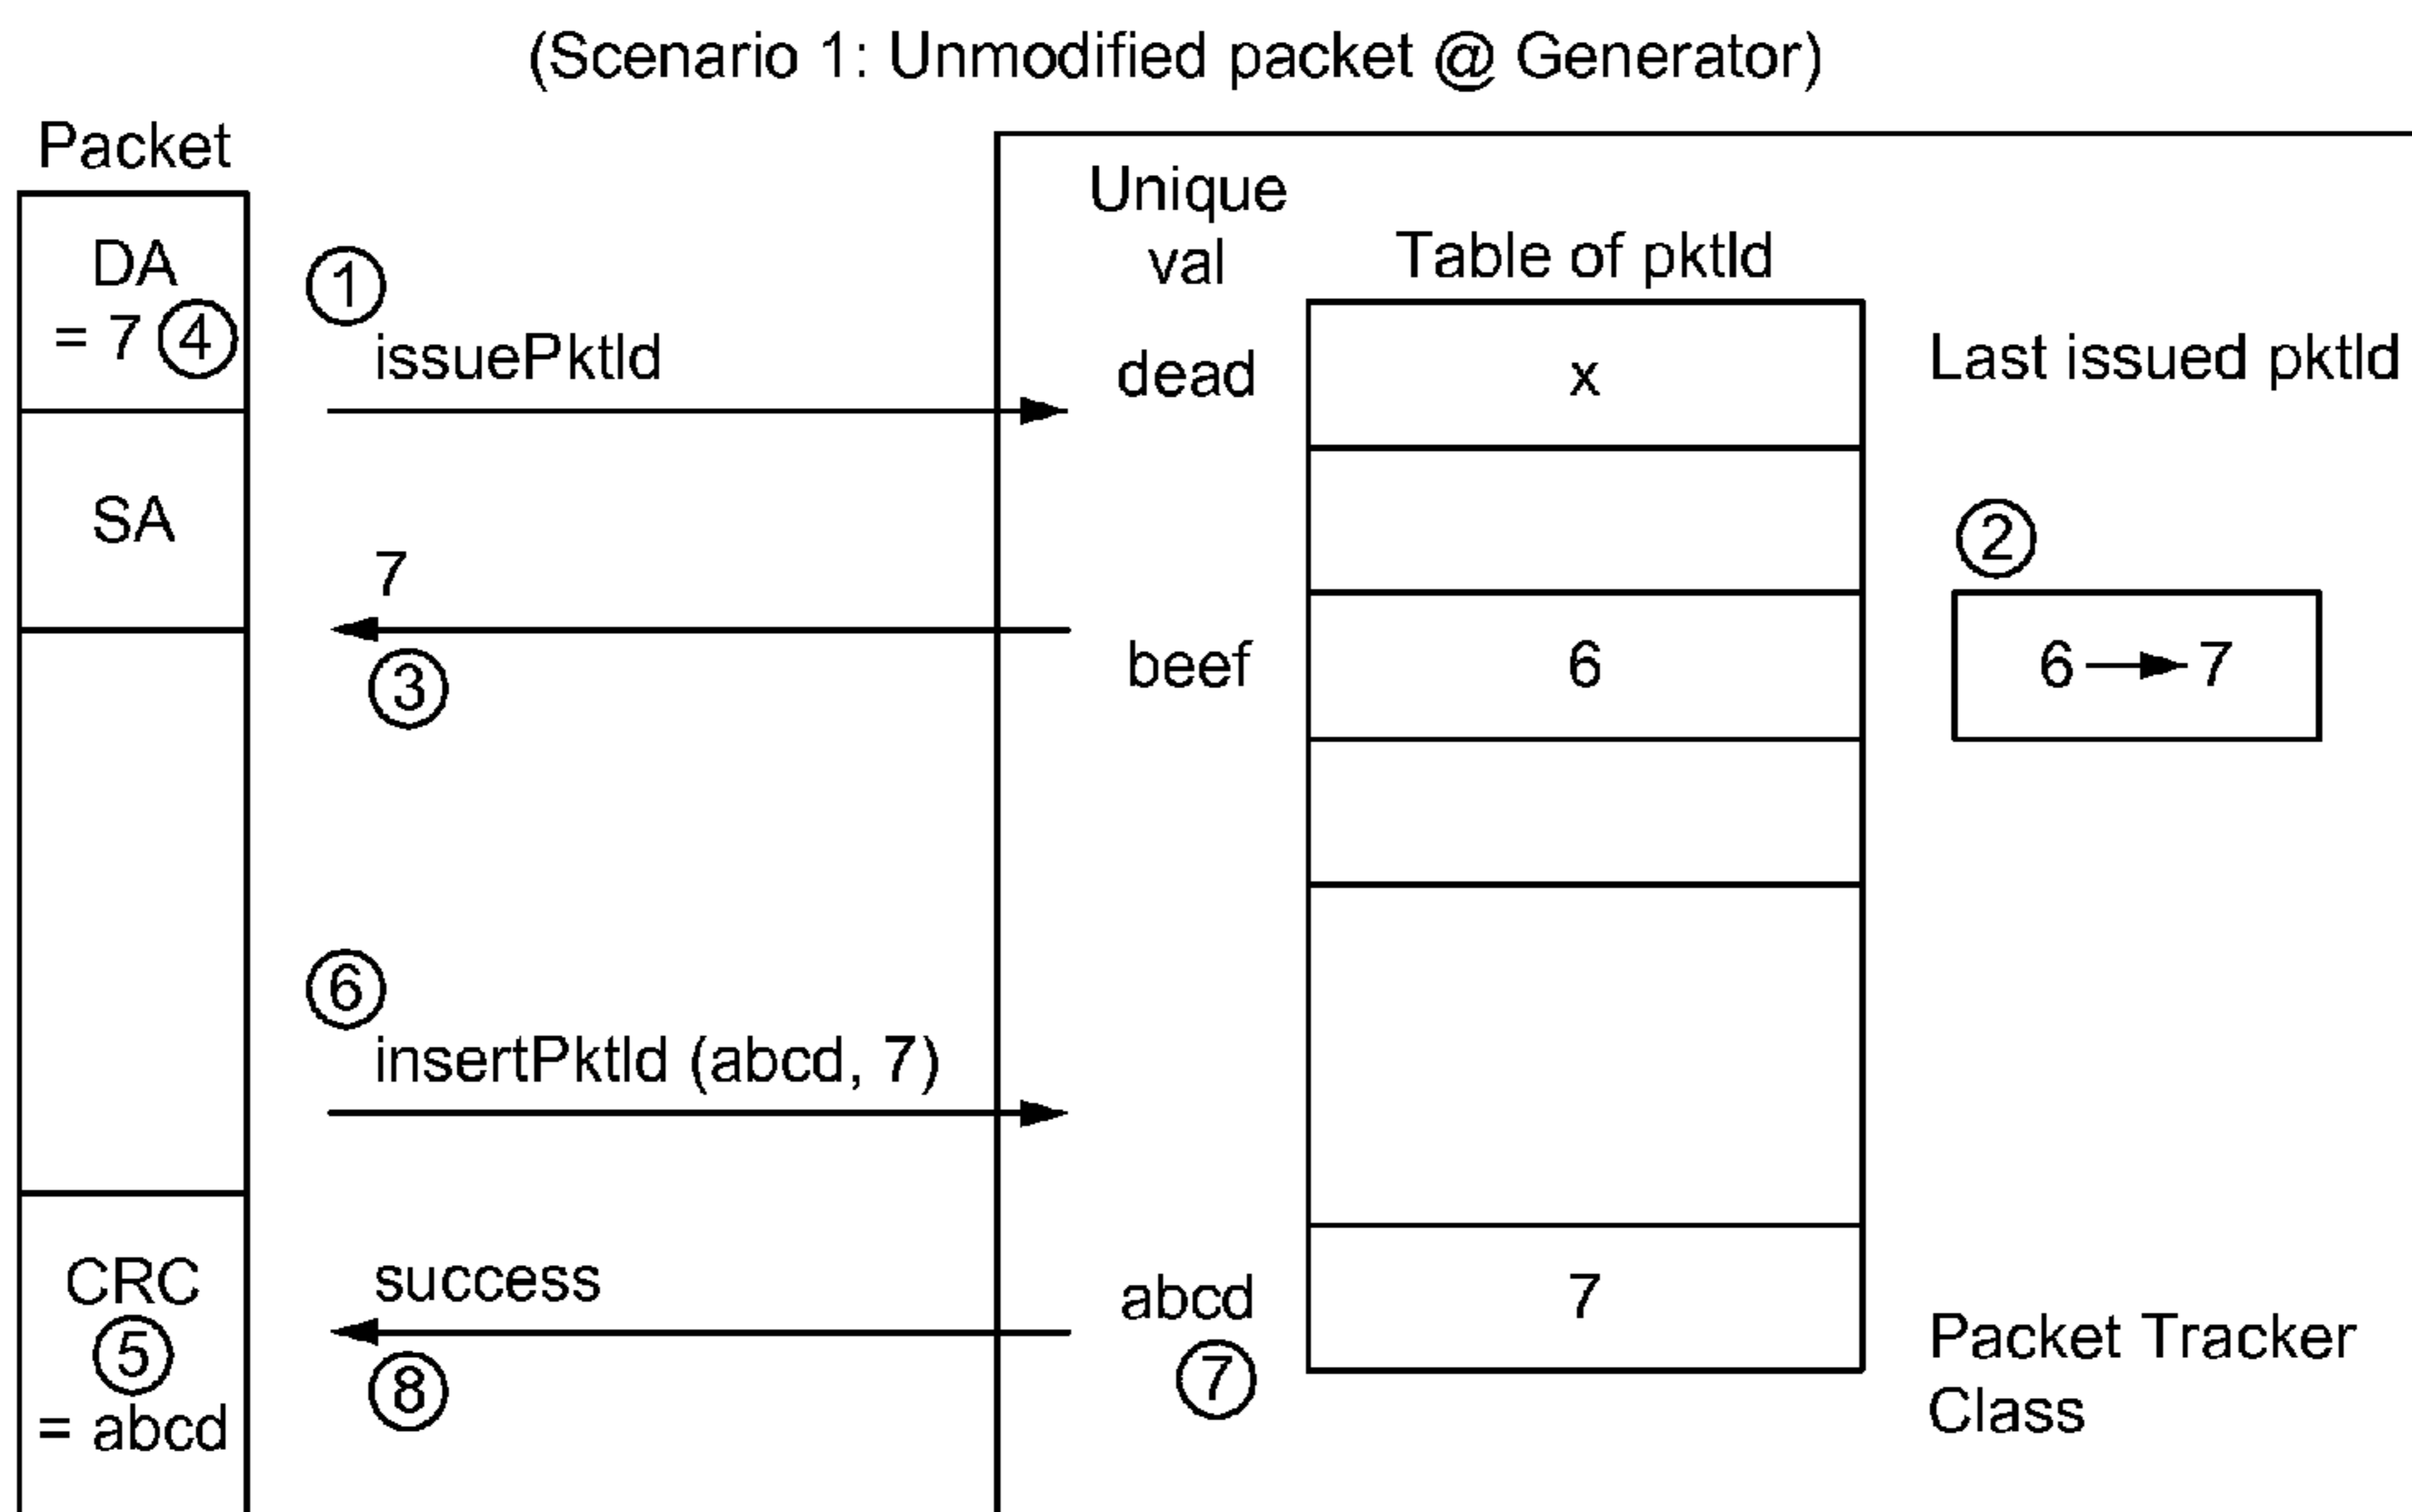 (Scenario 1: Unmodified packet @ Generator)
Packet
DA
= 7 ④
SA
CRC
⑤
= abcd
①
issuePktId
7
③
⑥
insertPktId (abcd, 7)
success
⑧
Unique
val
dead
beef
abcd
⑦
Table of pktId
x
6
7
Last issued pktId
②
6 → 7
Packet Tracker
Class